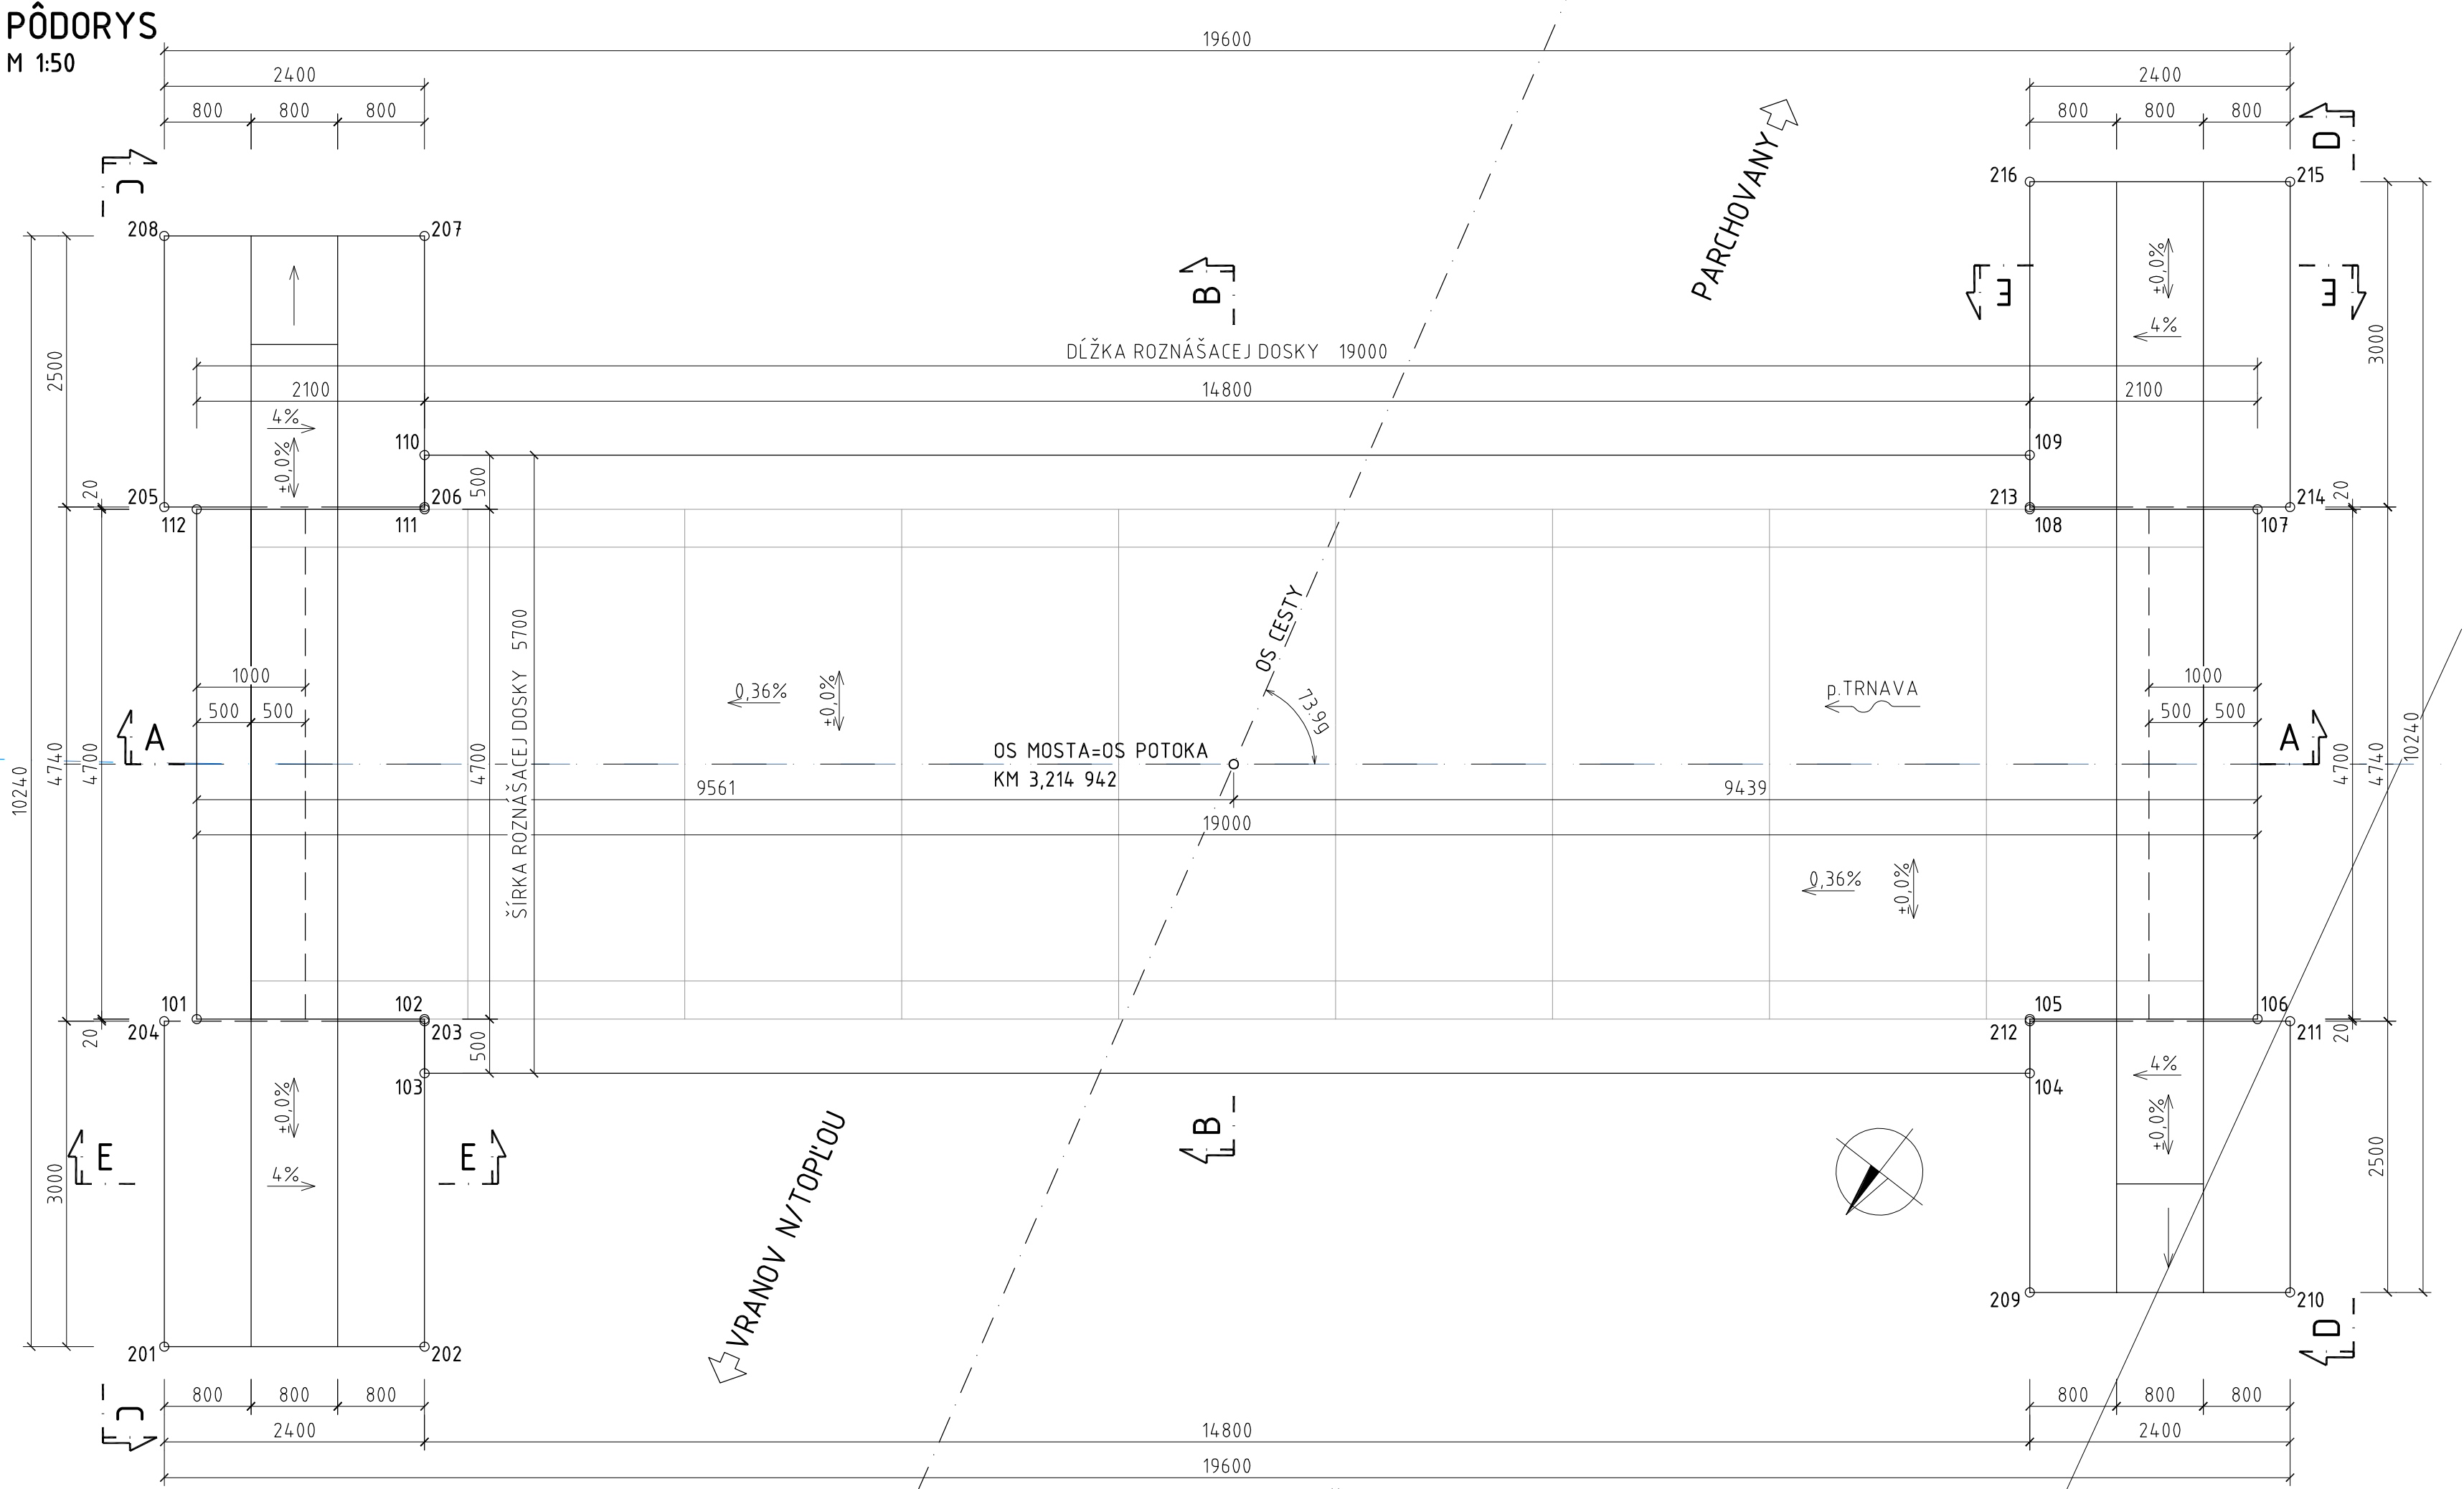 PÔDORYS
M 1:50
19600
2400
2400
800 800 800
800 800 800
C
D
208
207
216
215
B
PARCHOVANY
E
E
±0,0%
4%
2500
3000
DĹŽKA ROZNÁŠACEJ DOSKY 19000
2100
14800
2100
4%
±0,0%
110
109
500
20
205
206
213
214
20
112
111
108
107
OS CESTY
73.9g
1000
500 500
0,36%
±0,0%
p.TRNAVA
1000
500 500
A
A
OS MOSTA=OS POTOKA
KM 3,214 942
10240
4740
4700
4700
ŠÍRKA ROZNÁŠACEJ DOSKY 5700
4700
4740
10240
9561
9439
19000
0,36%
±0,0%
101
102
105
106
204
203
212
211
20
20
500
103
104
4%
±0,0%
±0,0%
E
E
B
4%
3000
2500
VRANOV N/TOPĽOU
209
210
D
201
202
C
800 800 800
800 800 800
2400
14800
2400
19600